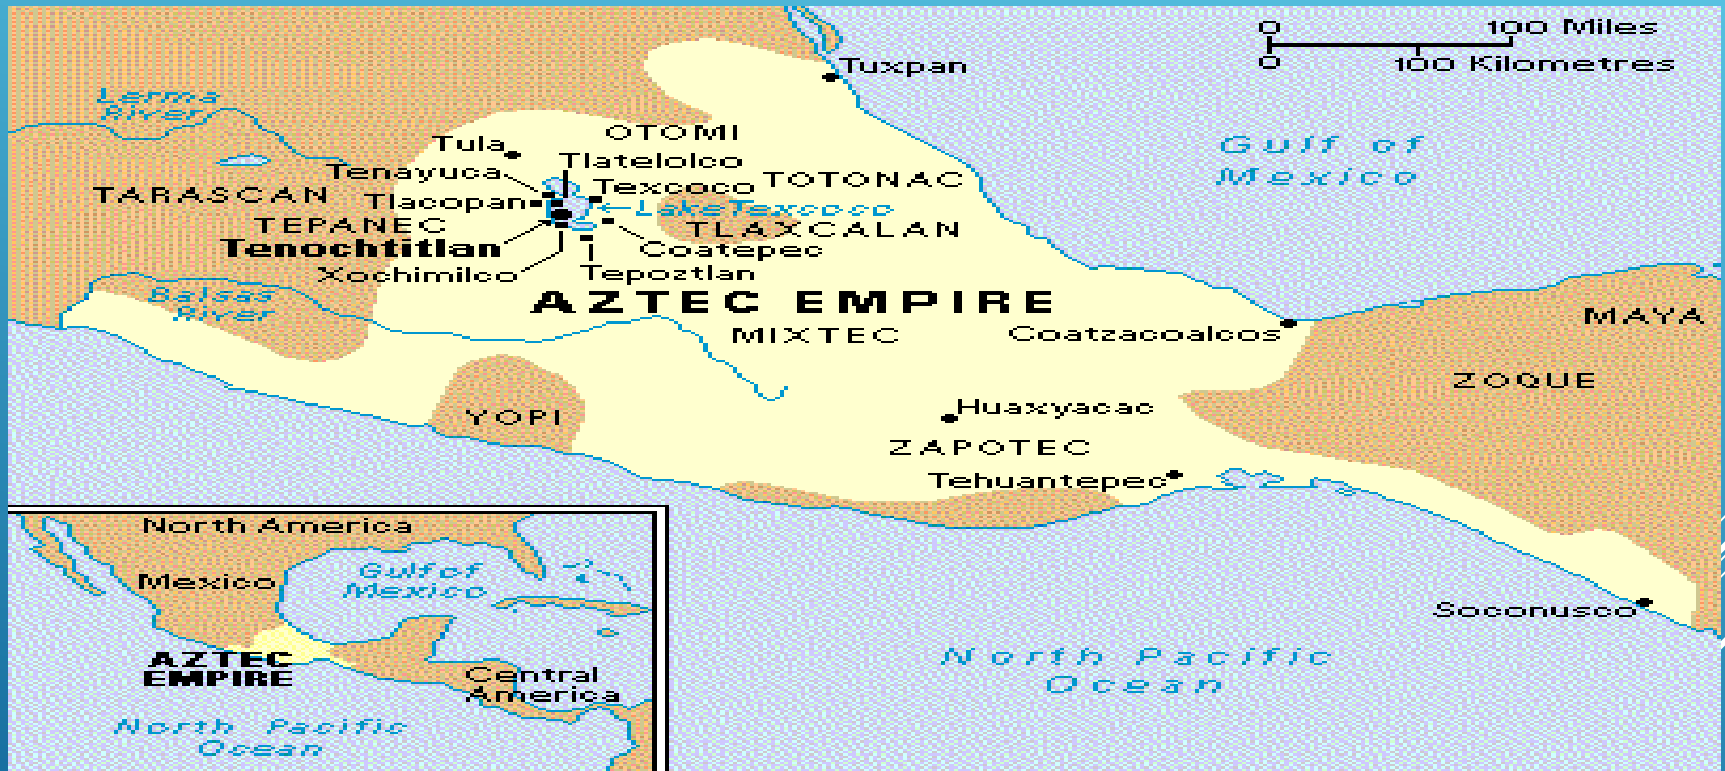 0 100 Miles
0 100 Kilometres
Tuxpan
Lerma
River
Gulf of
Mexico
OTOMI
Tula
Tlatelolco
Tenayuca
Texcoco
TOTONAC
TARASCAN
Tlacopan
Lake Texcoco
TEPANEC
TLAXCALAN
Tenochtitlan
Coatepec
Xochimilco
Tepoztlan
Balsas
River
AZTEC EMPIRE
MAYA
MIXTEC
Coatzacoalcos
ZOQUE
YOPI
Huaxyacac
ZAPOTEC
Tehuantepec
Soconusco
North Pacific
Ocean
North America
Gulf of
Mexico
Mexico
AZTEC
EMPIRE
Central
America
North Pacific
Ocean